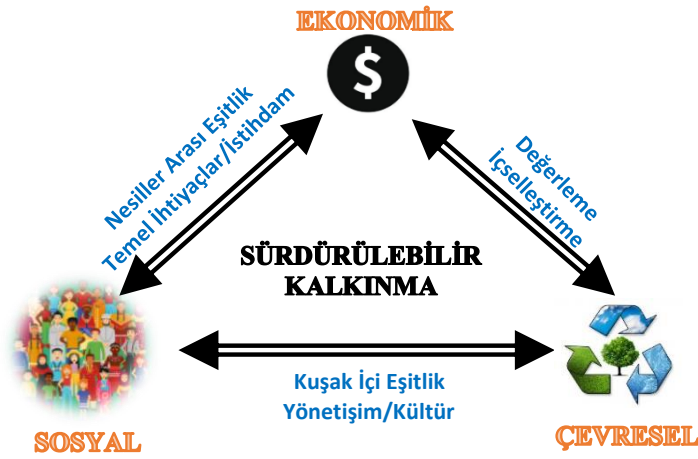 EKONOMİK
$
Nesiller Arası Eşitlik
Temel İhtiyaçlar/İstihdam
Değerleme
İçselleştirme
SÜRDÜRÜLEBİLİR
KALKINMA
Kuşak İçi Eşitlik
Yönetişim/Kültür
SOSYAL
ÇEVRESEL